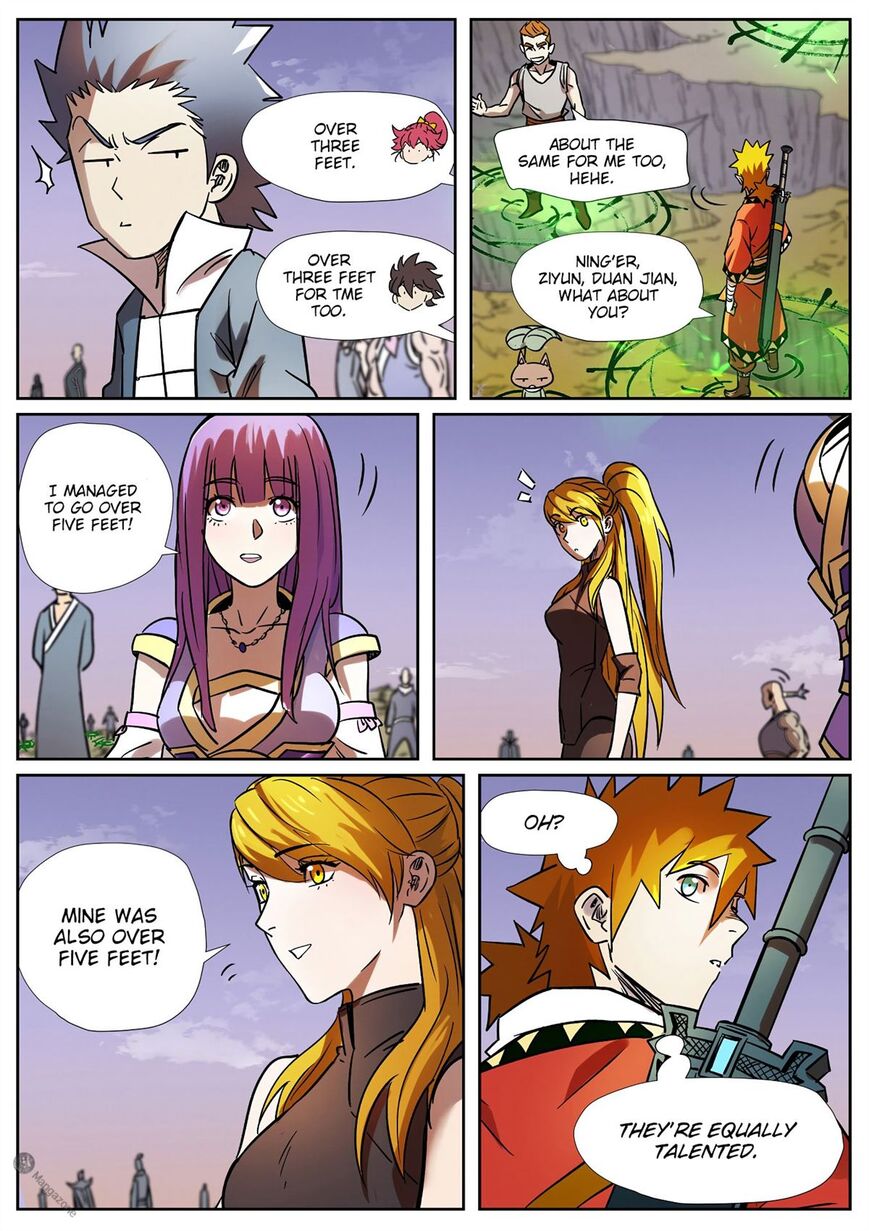 OVER
THREE
FEET.
OVER
THREE FEET
FOR TME
TOO.
ABOUT THE
SAME FOR ME TOO,
HEHE.
NING'ER,
ZIYUN, DUAN JIAN,
WHAT ABOUT
YOU?
I MANAGED
TO GO OVER
FIVE FEET!
MINE WAS
ALSO OVER
FIVE FEET!
OH?
THEY'RE EQUALLY
TALENTED.
Mangazone